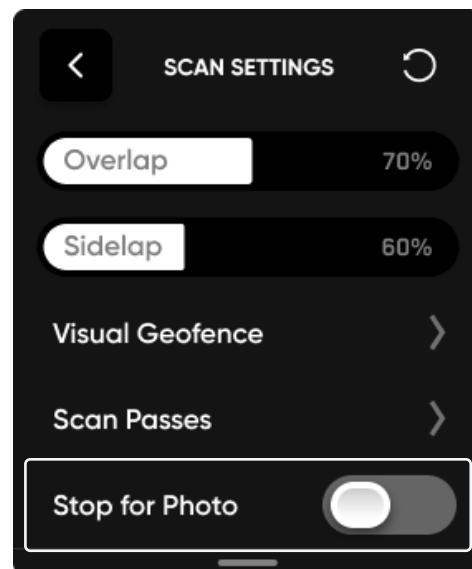 SCAN SETTINGS
Overlap 70%
Sidelap 60%
Visual Geofence
Scan Passes
Stop for Photo